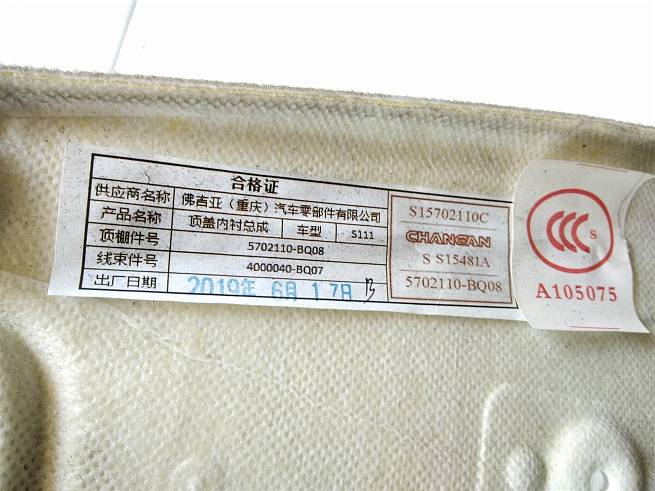 合格证
供应商名称 佛吉亚（重庆）汽车零部件有限公司
产品名称 顶盖内衬总成 车型 S111
顶棚件号 5702110-BQ08
线束件号 4000040-BQ07
出厂日期 2019年 6月 17日
S15702110C
CHANGAN
S S15481A
5702110-BQ08
CCC S
A105075